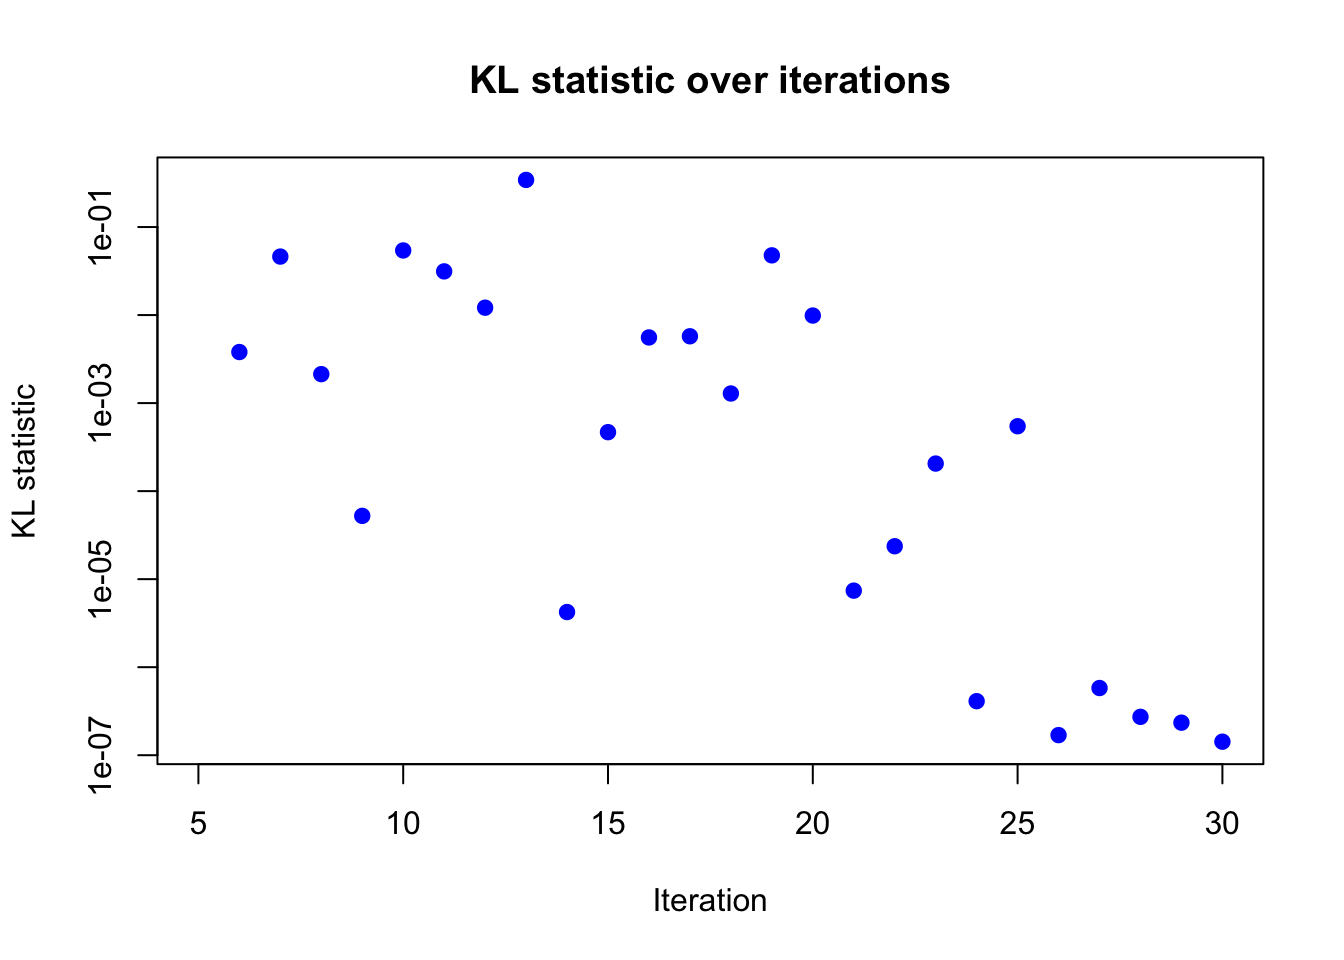 KL statistic over iterations
KL statistic
1e-01
1e-03
1e-05
1e-07
5 10 15 20 25 30
Iteration